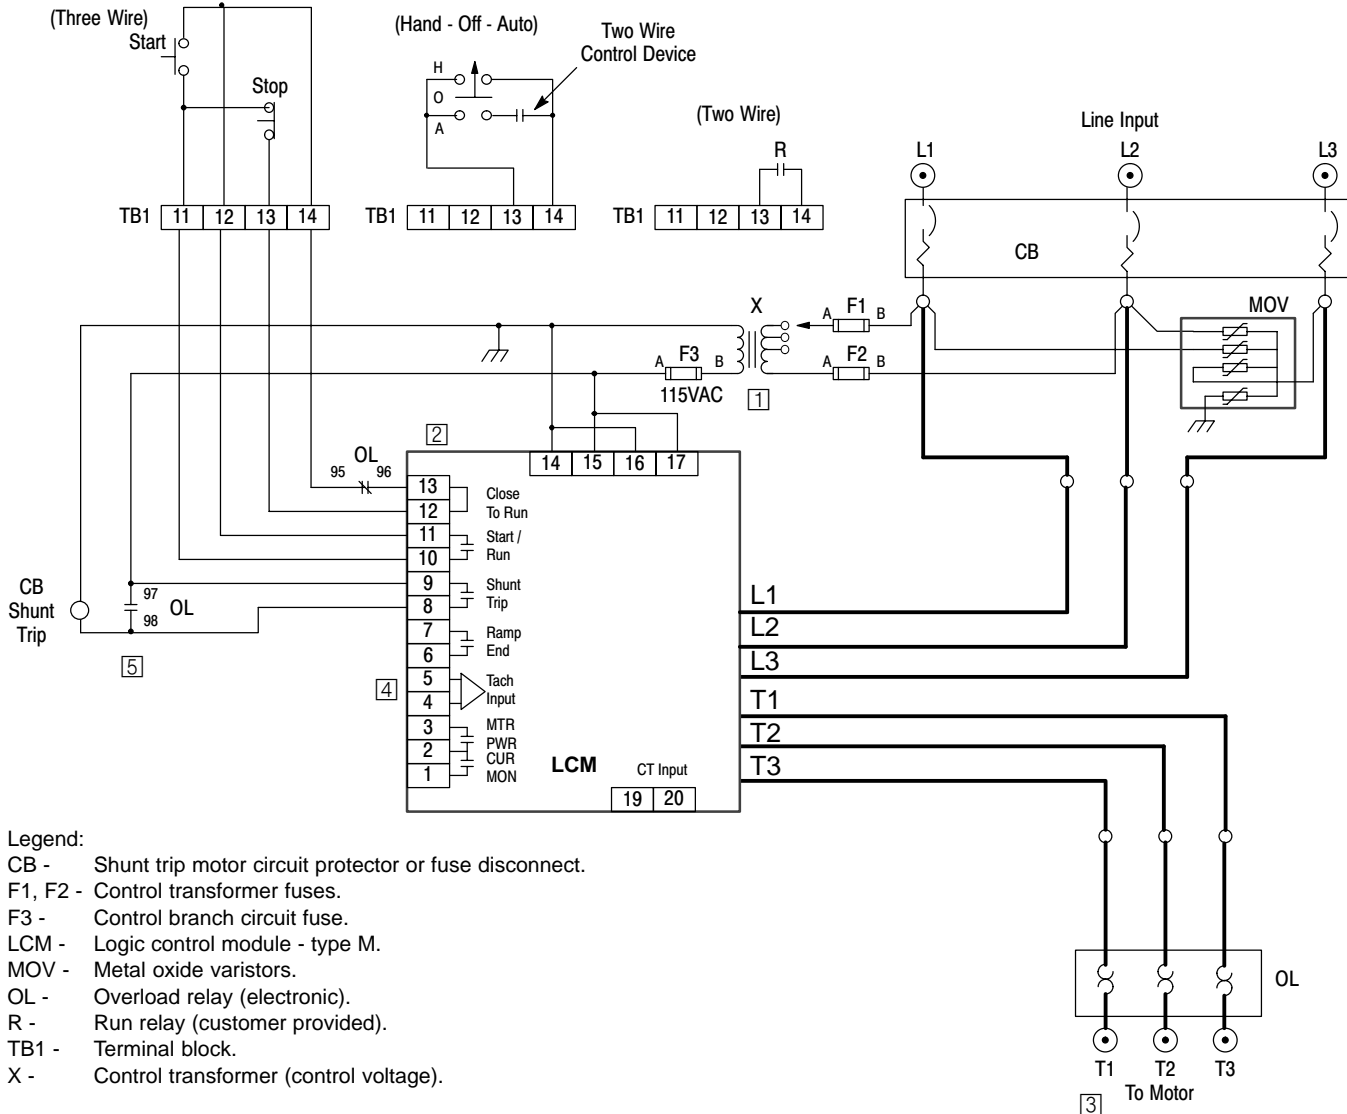 (Three Wire)
Start
Stop
TB1 11 12 13 14
(Hand - Off - Auto)
H
O
A
Two Wire
Control Device
TB1 11 12 13 14
(Two Wire)
R
TB1 11 12 13 14
Line Input
L1 L2 L3
CB
MOV
X
A F1 B
A F2 B
A F3 B
115VAC
1
2
OL
95 96
14 15 16 17
13
12
11
10
9
8
7
6
5
4
3
2
1
Close
To Run
Start /
Run
Shunt
Trip
Ramp
End
Tach
Input
MTR
PWR
CUR
MON
LCM
CT Input
19 20
CB
Shunt
Trip
97
98
OL
5
4
L1
L2
L3
T1
T2
T3
OL
T1 T2 T3
To Motor
3
Legend:
CB - Shunt trip motor circuit protector or fuse disconnect.
F1, F2 - Control transformer fuses.
F3 - Control branch circuit fuse.
LCM - Logic control module - type M.
MOV - Metal oxide varistors.
OL - Overload relay (electronic).
R - Run relay (customer provided).
TB1 - Terminal block.
X - Control transformer (control voltage).